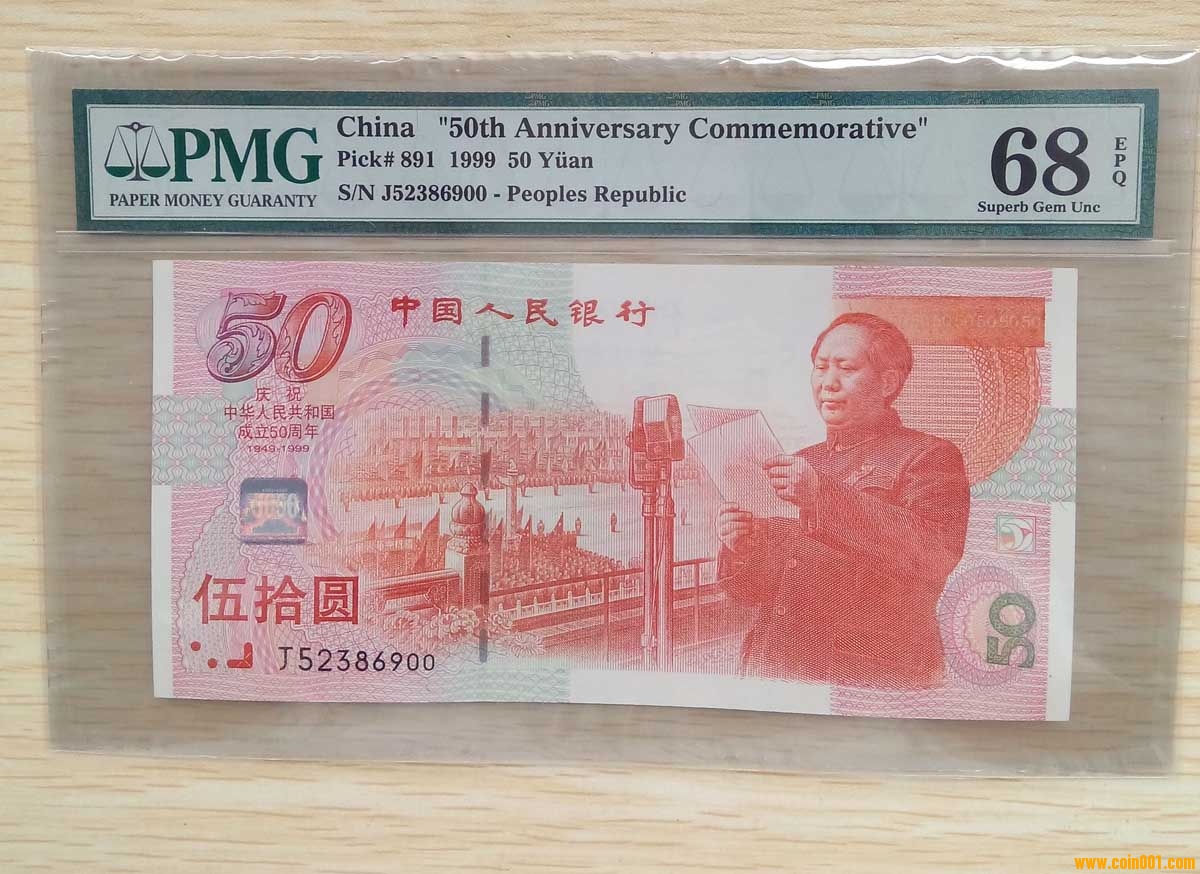 PMG
PAPER MONEY GUARANTY
China "50th Anniversary Commemorative"
Pick# 891 1999 50 Yüan
S/N J52386900 - Peoples Republic
68
EPQ
Superb Gem Unc
50
中国人民银行
庆祝
中华人民共和国
成立50周年
1949-1999
伍拾圆
J52386900
50
www.coin001.com